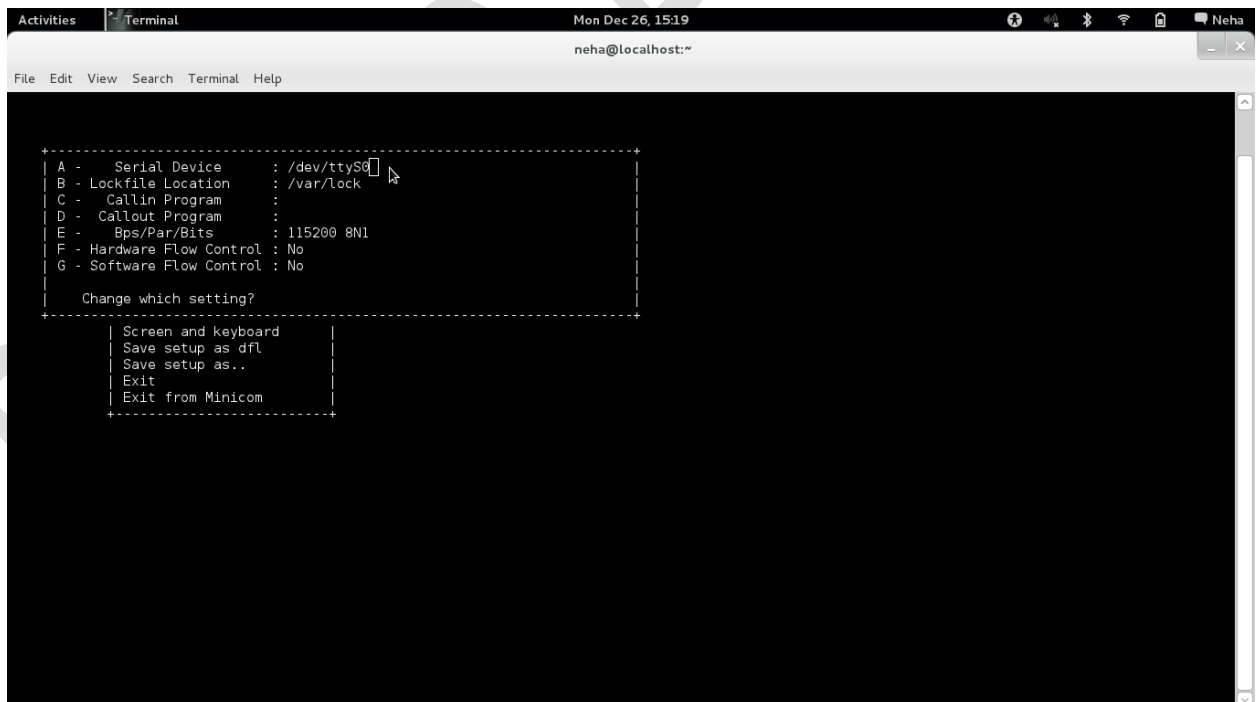 Activities Terminal Mon Dec 26, 15:19 Neha
neha@localhost:~
File Edit View Search Terminal Help
A - Serial Device : /dev/ttyS0
B - Lockfile Location : /var/lock
C - Callin Program :
D - Callout Program :
E - Bps/Par/Bits : 115200 8N1
F - Hardware Flow Control : No
G - Software Flow Control : No
Change which setting?
Screen and keyboard
Save setup as dfl
Save setup as..
Exit
Exit from Minicom